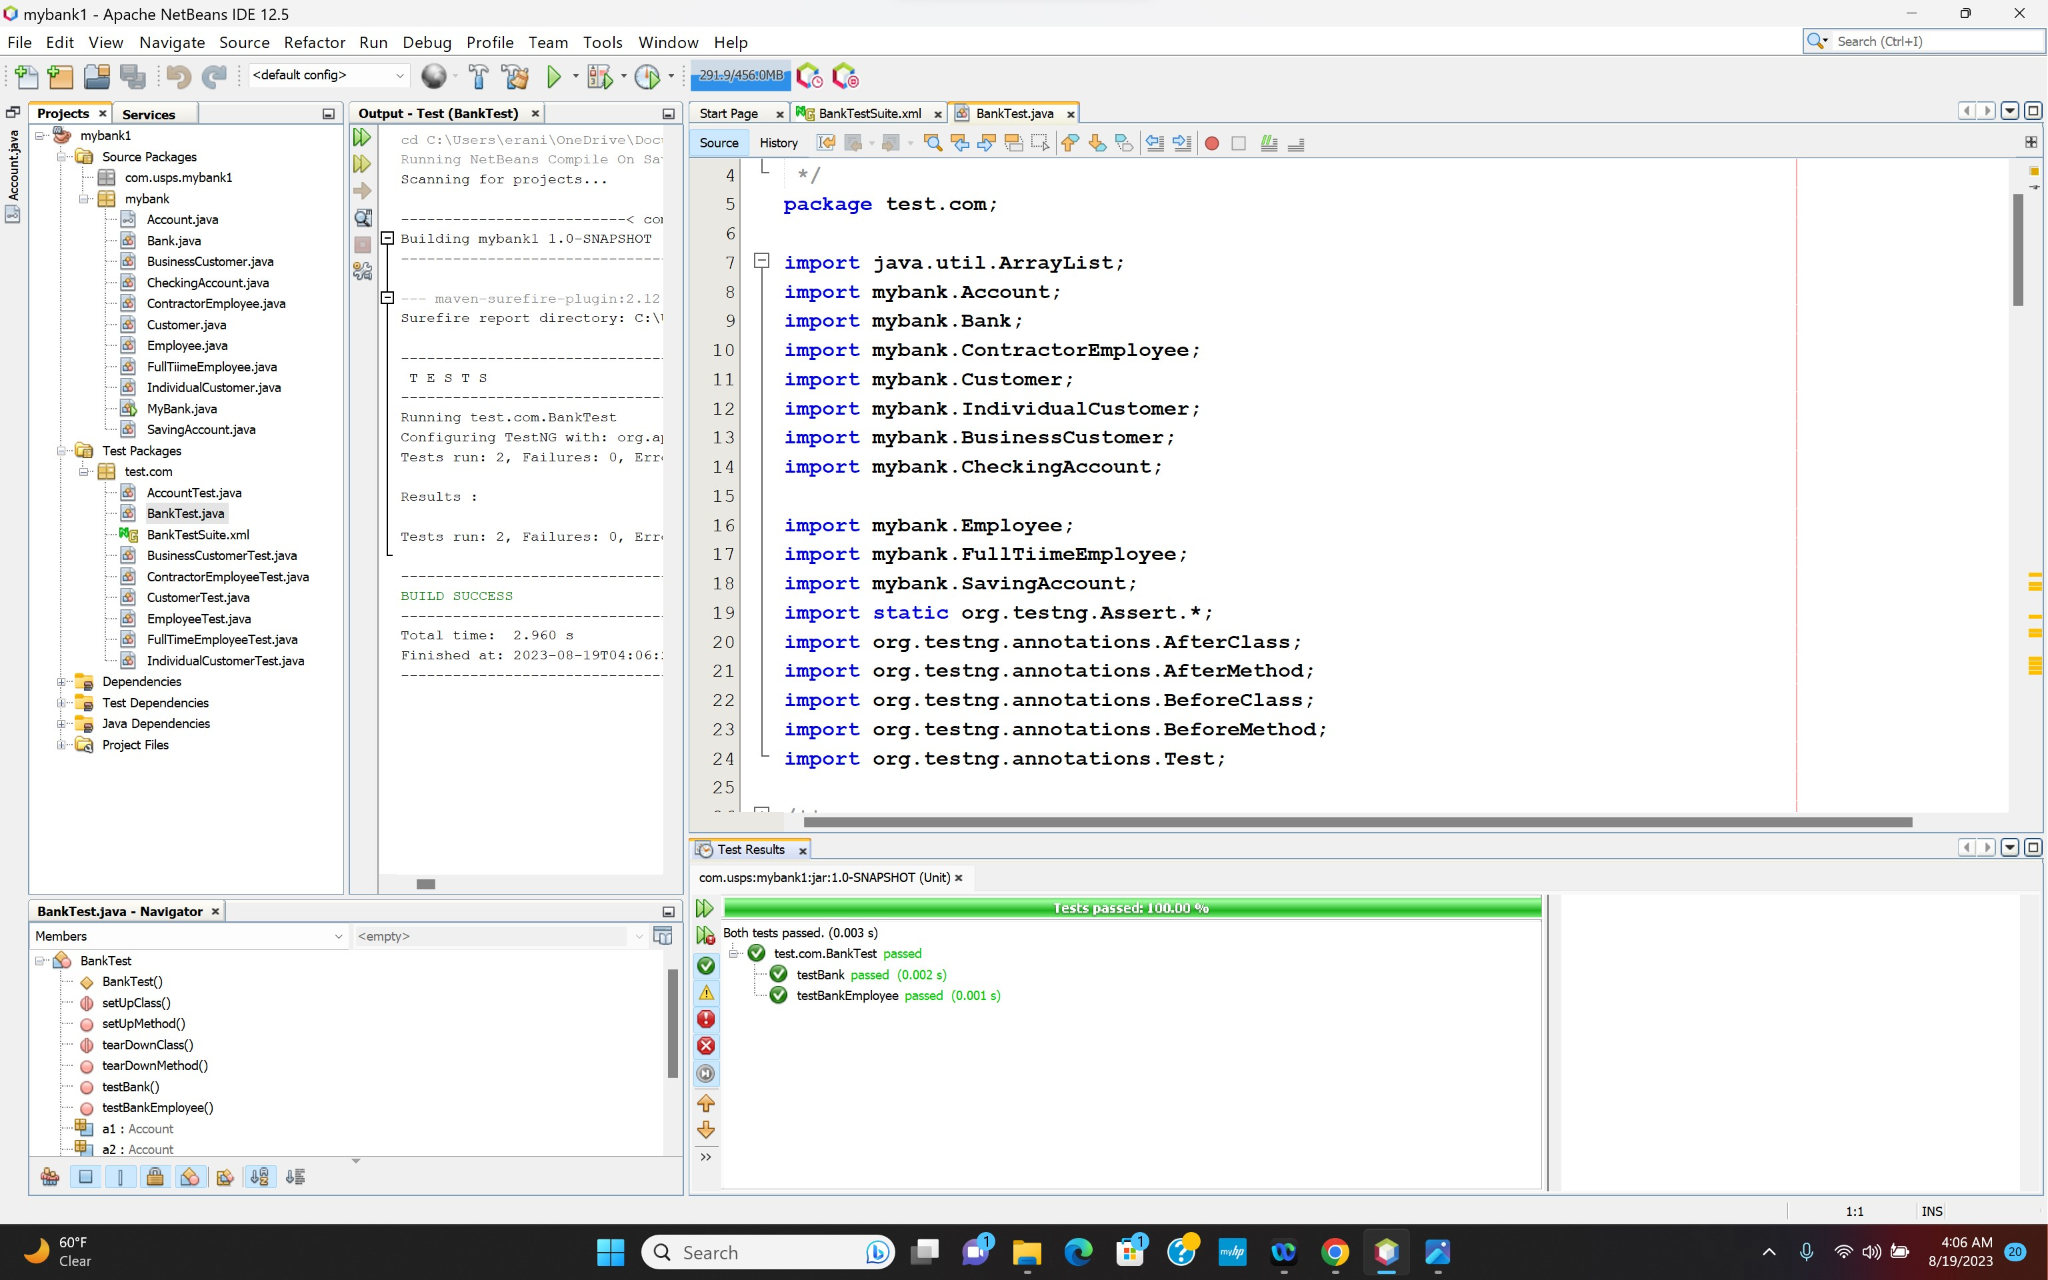 mybank1 - Apache NetBeans IDE 12.5
File Edit View Navigate Source Refactor Run Debug Profile Team Tools Window Help
Search (Ctrl+I)
<default config>
291.9/456.0MB
Account.java
Projects
Services
mybank1
Source Packages
com.usps.mybank1
mybank
Account.java
Bank.java
BusinessCustomer.java
CheckingAccount.java
ContractorEmployee.java
Customer.java
Employee.java
FullTiimeEmployee.java
IndividualCustomer.java
MyBank.java
SavingAccount.java
Test Packages
test.com
AccountTest.java
BankTest.java
BankTestSuite.xml
BusinessCustomerTest.java
ContractorEmployeeTest.java
CustomerTest.java
EmployeeTest.java
FullTimeEmployeeTest.java
IndividualCustomerTest.java
Dependencies
Test Dependencies
Java Dependencies
Project Files
Output - Test (BankTest)
cd C:\Users\erani\OneDrive\Doc
Running NetBeans Compile On Sa
Scanning for projects...
--------------------------< co
Building mybank1 1.0-SNAPSHOT
------------------------------
--- maven-surefire-plugin:2.12
Surefire report directory: C:\
------------------------------
T E S T S
------------------------------
Running test.com.BankTest
Configuring TestNG with: org.a
Tests run: 2, Failures: 0, Err
Results :
Tests run: 2, Failures: 0, Err
------------------------------
BUILD SUCCESS
------------------------------
Total time:  2.960 s
Finished at: 2023-08-19T04:06:
------------------------------
Start Page
BankTestSuite.xml
BankTest.java
Source
History
4 */
5 package test.com;
6
7 import java.util.ArrayList;
8 import mybank.Account;
9 import mybank.Bank;
10 import mybank.ContractorEmployee;
11 import mybank.Customer;
12 import mybank.IndividualCustomer;
13 import mybank.BusinessCustomer;
14 import mybank.CheckingAccount;
15
16 import mybank.Employee;
17 import mybank.FullTiimeEmployee;
18 import mybank.SavingAccount;
19 import static org.testng.Assert.*;
20 import org.testng.annotations.AfterClass;
21 import org.testng.annotations.AfterMethod;
22 import org.testng.annotations.BeforeClass;
23 import org.testng.annotations.BeforeMethod;
24 import org.testng.annotations.Test;
25
BankTest.java - Navigator
Members
<empty>
BankTest
BankTest()
setUpClass()
setUpMethod()
tearDownClass()
tearDownMethod()
testBank()
testBankEmployee()
a1 : Account
a2 : Account
Test Results
com.usps:mybank1:jar:1.0-SNAPSHOT (Unit)
Tests passed: 100.00 %
Both tests passed. (0.003 s)
test.com.BankTest passed
testBank passed (0.002 s)
testBankEmployee passed (0.001 s)
1:1
INS
60°F
Clear
Search
1
1
myhp
4:06 AM
8/19/2023
20